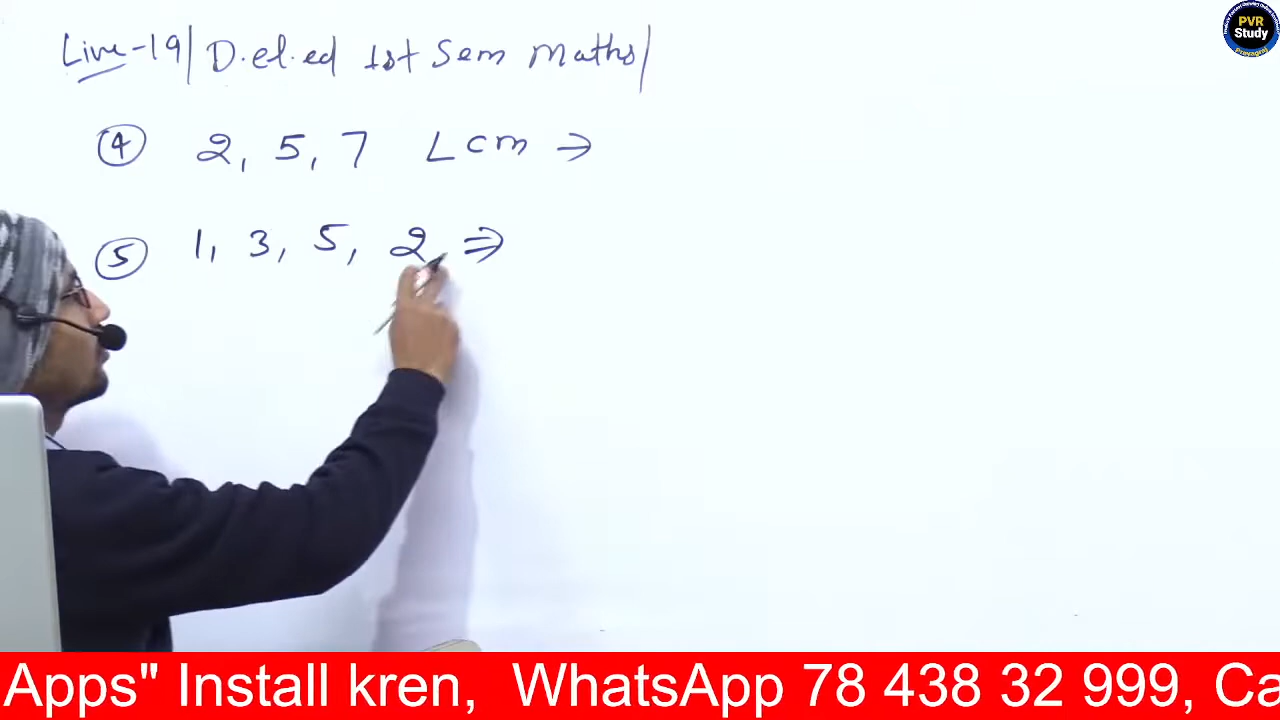 Live-19/ D.el.ed 1st Sem Maths/
PVR
Study
Prayagraj
④ 2, 5, 7 Lcm →
⑤ 1, 3, 5, 2, ⇒
Apps" Install kren, WhatsApp 78 438 32 999, Ca